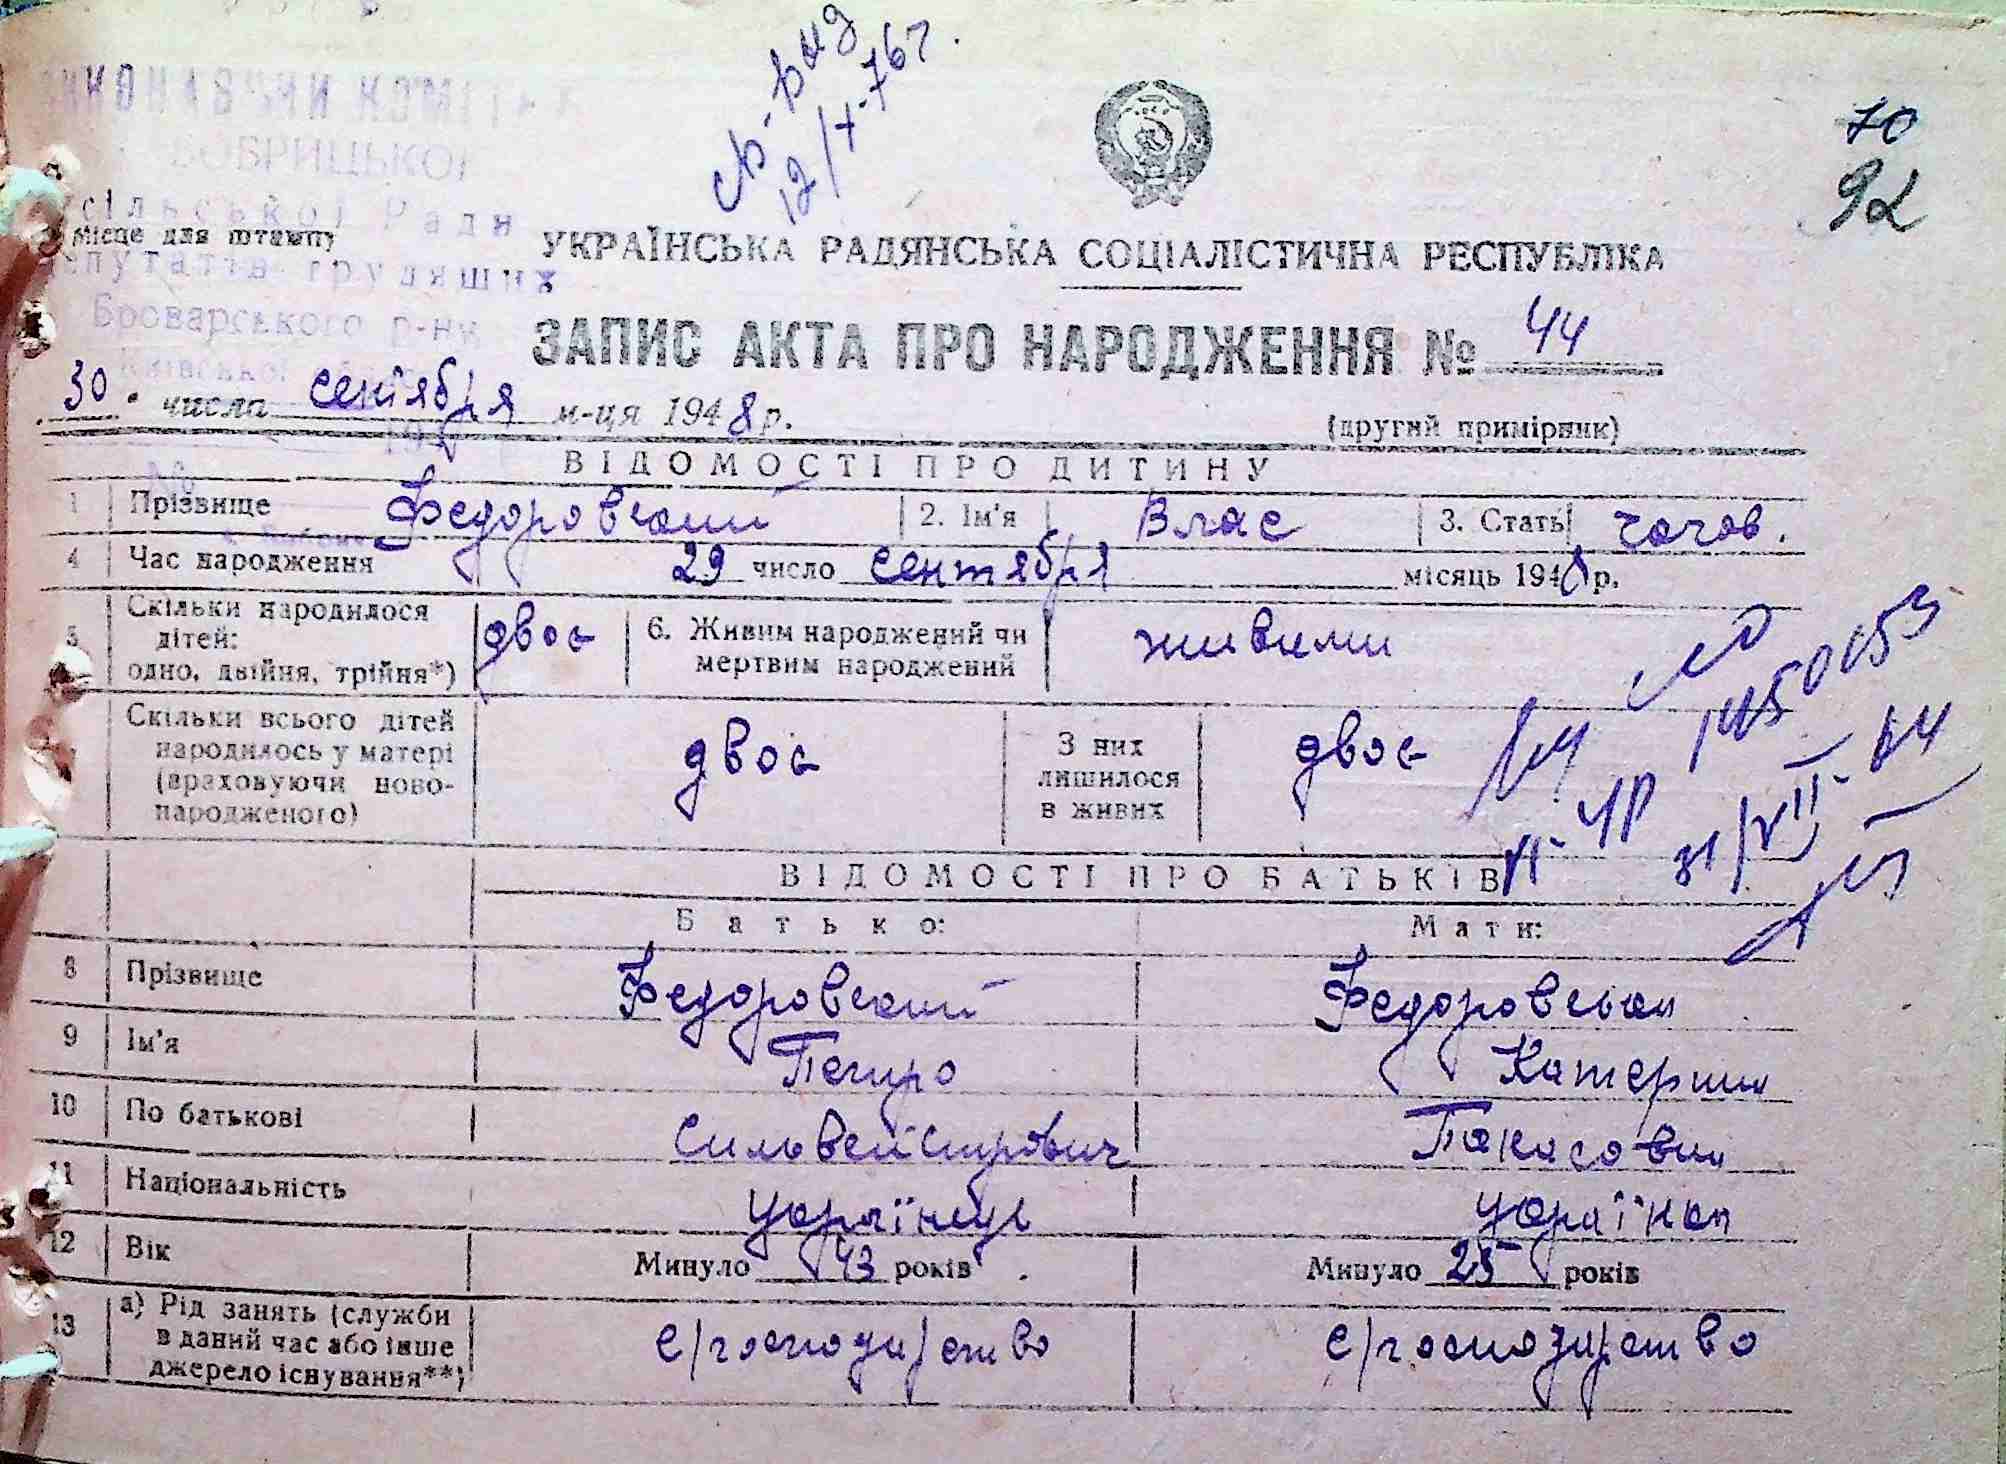 70
92
БОБРИЦЬКОЇ
сільської Ради
Місце для штампу
депутатів трудящих
Броварського р-ну
УКРАЇНСЬКА РАДЯНСЬКА СОЦІАЛІСТИЧНА РЕСПУБЛІКА
ЗАПИС АКТА ПРО НАРОДЖЕННЯ № 44
30. числа сентября м-ця 1948 р.
(другий примірник)
ВІДОМОСТІ ПРО ДИТИНУ
1 Прізвище Федоровський 2. Ім'я Влас 3. Стать чолов.
4 Час народження 29 число сентября місяць 1948 р.
5 Скільки народилося дітей: одно, двійня, трійня*) двоє 6. Живим народжений чи мертвим народжений живими
Скільки всього дітей народилось у матері (враховуючи ново-народженого) двоє З них лишилося в живих двоє
31/VII-64
ВІДОМОСТІ ПРО БАТЬКІВ
Батько: Мати:
8 Прізвище Федоровський Федоровська
9 Ім'я Петро Катерина
10 По батькові Сильвейстрович
11 Національність українець українка
12 Вік Минуло 43 років Минуло 25 років
13 а) Рід занять (служби в даний час або інше джерело існування**) с/господарство с/господарство